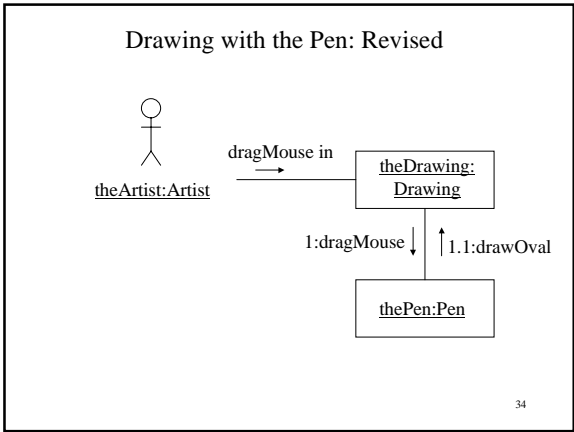 Drawing with the Pen: Revised
dragMouse in
theArtist:Artist
theDrawing:
Drawing
1:dragMouse
1.1:drawOval
thePen:Pen
34